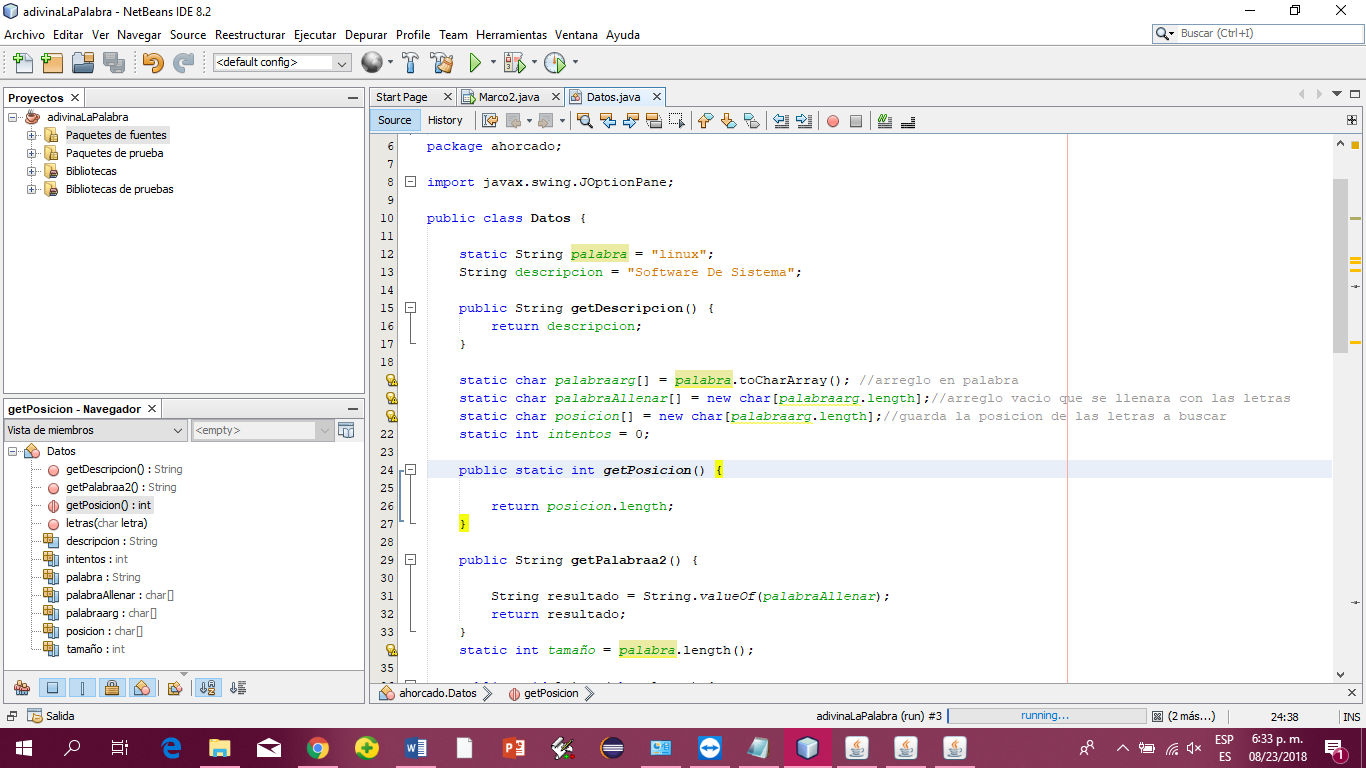 adivinaLaPalabra - NetBeans IDE 8.2
Archivo Editar Ver Navegar Source Reestructurar Ejecutar Depurar Profile Team Herramientas Ventana Ayuda
Buscar (Ctrl+I)
<default config>
Proyectos
adivinaLaPalabra
Paquetes de fuentes
Paquetes de prueba
Bibliotecas
Bibliotecas de pruebas
getPosicion - Navegador
Vista de miembros
<empty>
Datos
getDescripcion() : String
getPalabraa2() : String
getPosicion() : int
letras(char letra)
descripcion : String
intentos : int
palabra : String
palabraAllenar : char[]
palabraarg : char[]
posicion : char[]
tamaño : int
Start Page Marco2.java Datos.java
Source History
6 package ahorcado;
7
8 import javax.swing.JOptionPane;
9
10 public class Datos {
11
12 static String palabra = "linux";
13 String descripcion = "Software De Sistema";
14
15 public String getDescripcion() {
16 return descripcion;
17 }
18
static char palabraarg[] = palabra.toCharArray(); //arreglo en palabra
static char palabraAllenar[] = new char[palabraarg.length];//arreglo vacio que se llenara con las letras
static char posicion[] = new char[palabraarg.length];//guarda la posicion de las letras a buscar
22 static int intentos = 0;
23
24 public static int getPosicion() {
25
26 return posicion.length;
27 }
28
29 public String getPalabraa2() {
30
31 String resultado = String.valueOf(palabraAllenar);
32 return resultado;
33 }
static int tamaño = palabra.length();
35
ahorcado.Datos getPosicion
Salida
adivinaLaPalabra (run) #3 running... (2 más...) 24:38 INS
ESP
ES
6:33 p. m.
08/23/2018
1